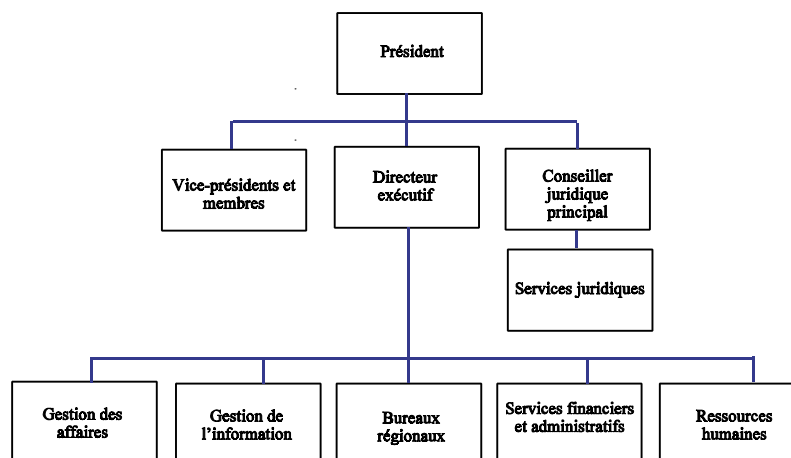 Président
Vice-présidents et
membres
Directeur
exécutif
Conseiller
juridique
principal
Services juridiques
Gestion des
affaires
Gestion de
l’information
Bureaux
régionaux
Services financiers
et administratifs
Ressources
humaines